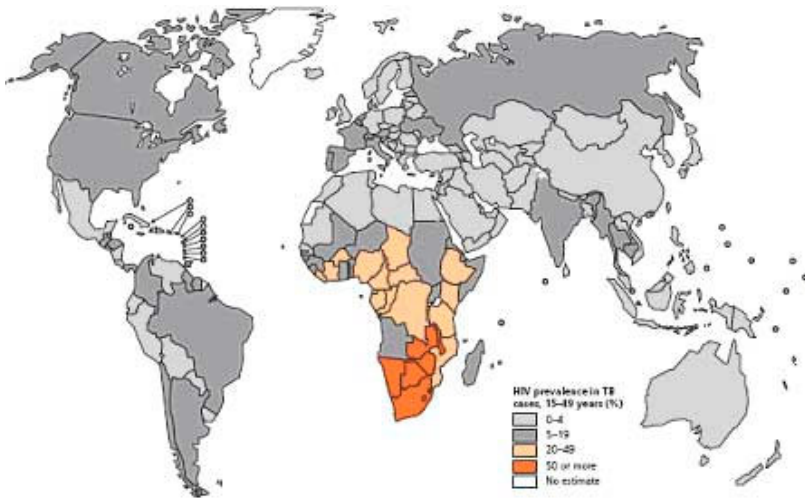 HIV prevalence in TB
cases, 15–49 years (%)
0–4
5–19
20–49
50 or more
No estimate